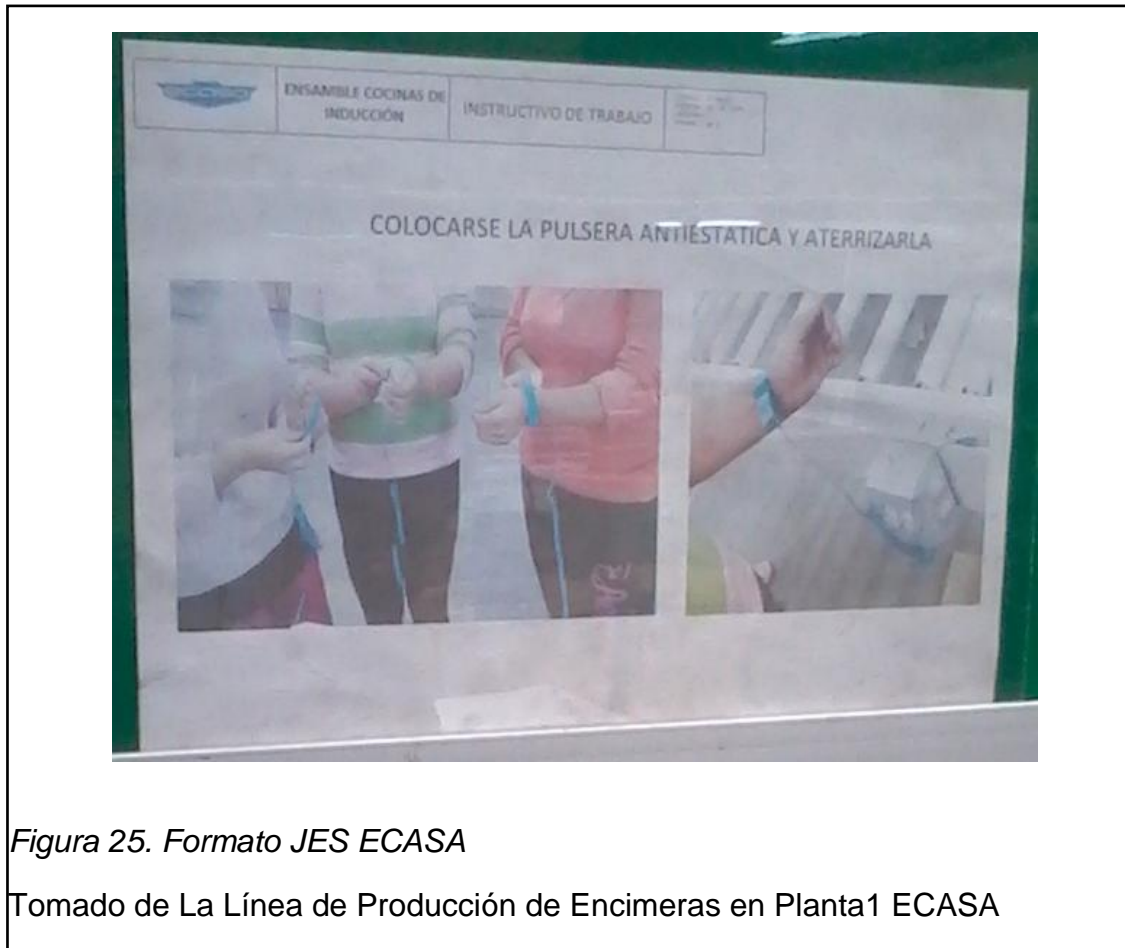 ENSAMBLE COCINAS DE
INDUCCIÓN
INSTRUCTIVO DE TRABAJO
COLOCARSE LA PULSERA ANTIESTÁTICA Y ATERRIZARLA
Figura 25. Formato JES ECASA
Tomado de La Línea de Producción de Encimeras en Planta1 ECASA